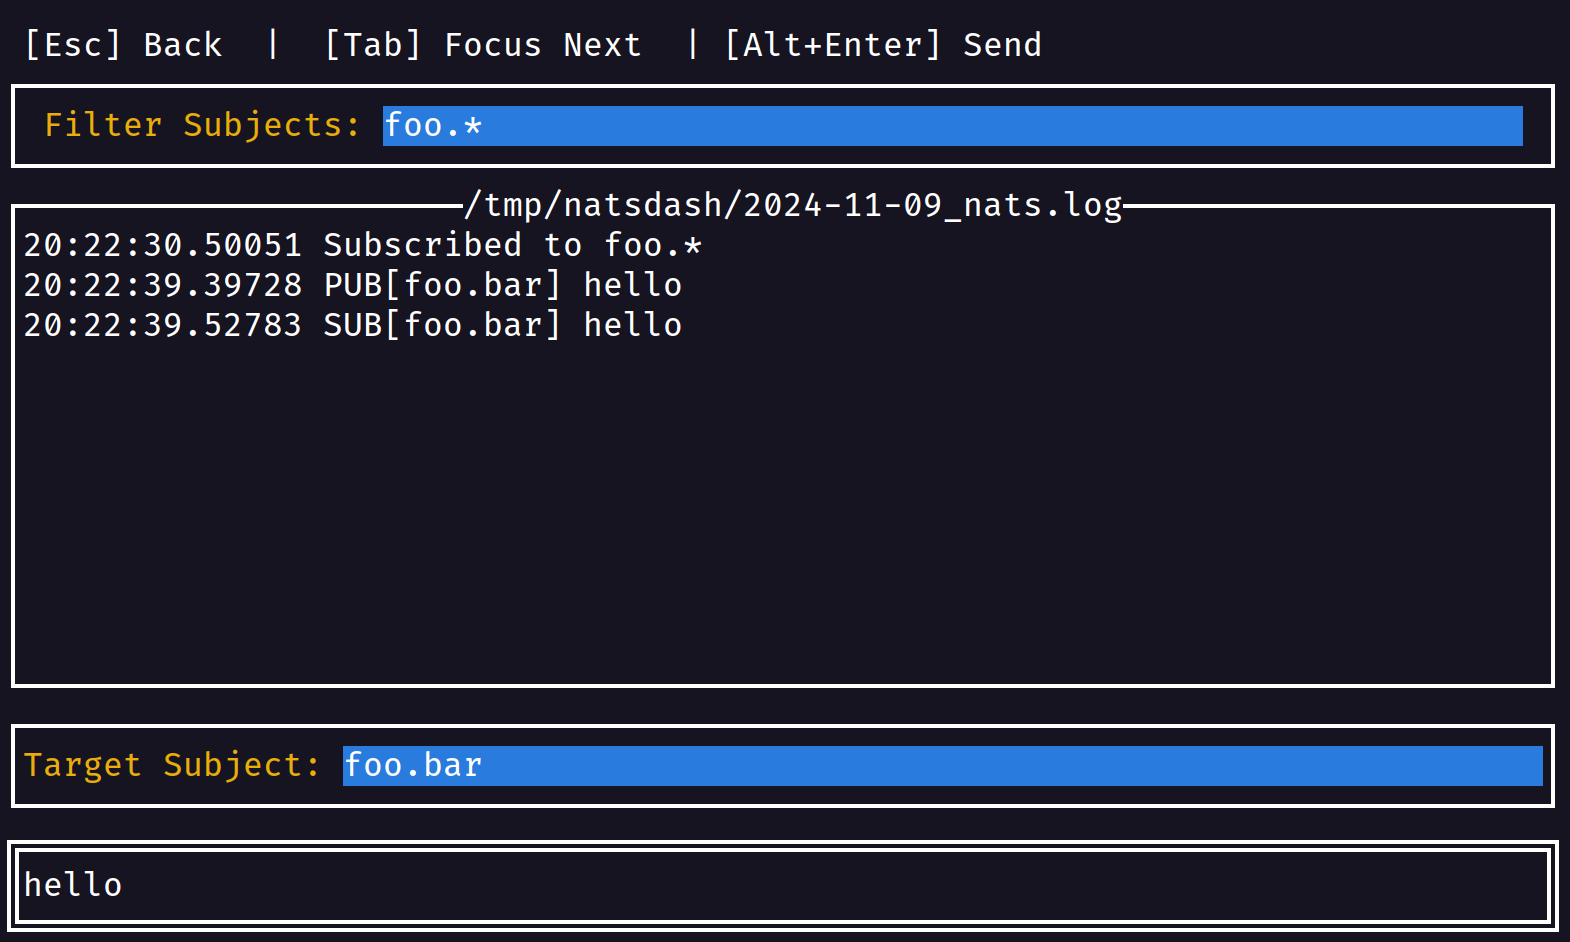 [Esc] Back | [Tab] Focus Next | [Alt+Enter] Send
Filter Subjects: foo.*
/tmp/natsdash/2024-11-09_nats.log
20:22:30.50051 Subscribed to foo.*
20:22:39.39728 PUB[foo.bar] hello
20:22:39.52783 SUB[foo.bar] hello
Target Subject: foo.bar
hello